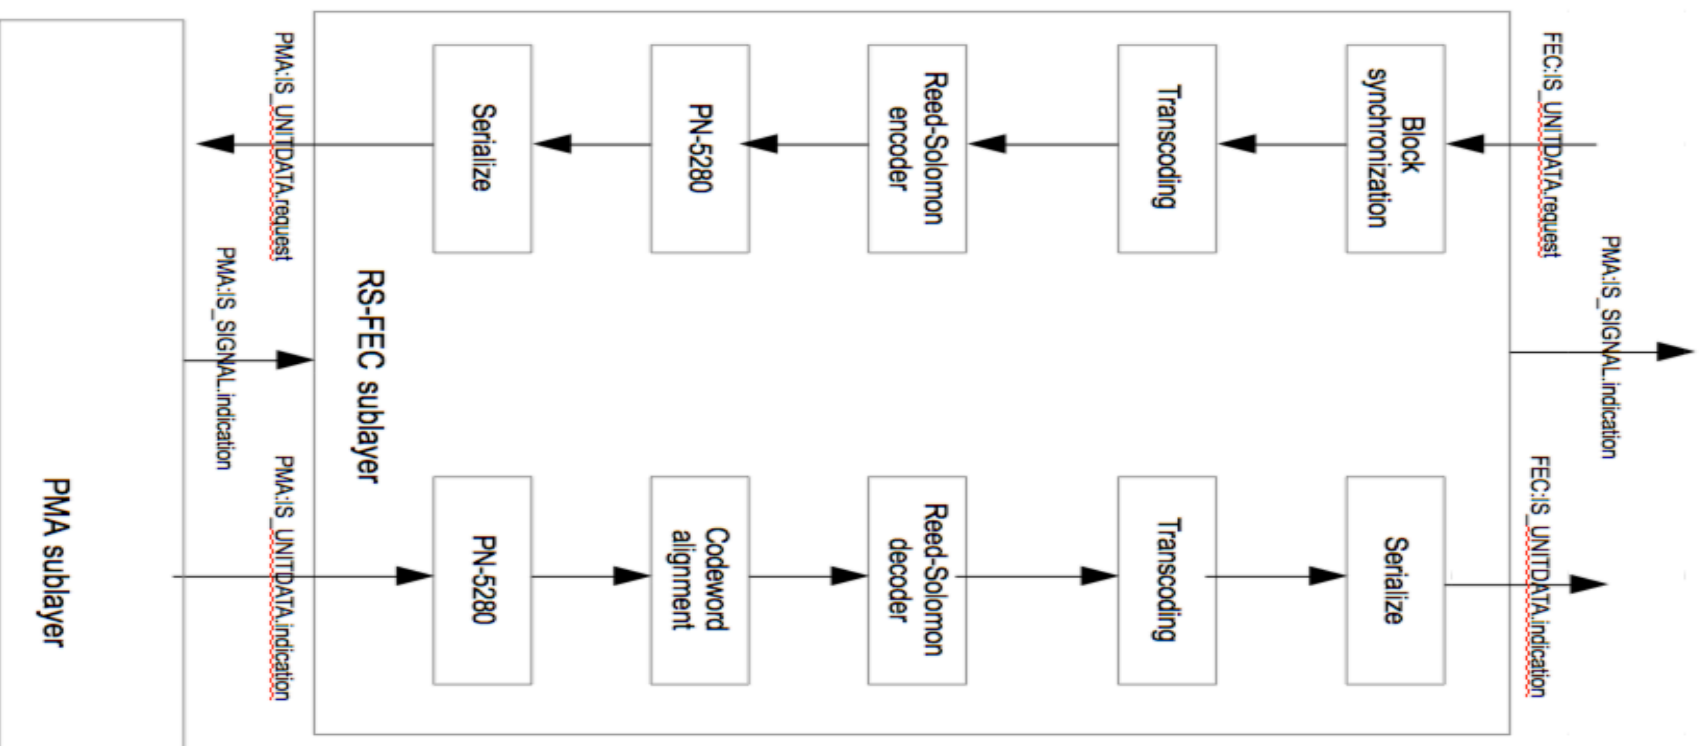 PMA:IS_SIGNAL.indication
FEC:IS_UNITDATA.request
FEC:IS_UNITDATA.indication
Block
synchronization
Serialize
Transcoding
Transcoding
Reed-Solomon
encoder
Reed-Solomon
decoder
PN-5280
Codeword
alignment
Serialize
PN-5280
RS-FEC sublayer
PMA:IS_UNITDATA.request
PMA:IS_UNITDATA.indication
PMA:IS_SIGNAL.indication
PMA sublayer